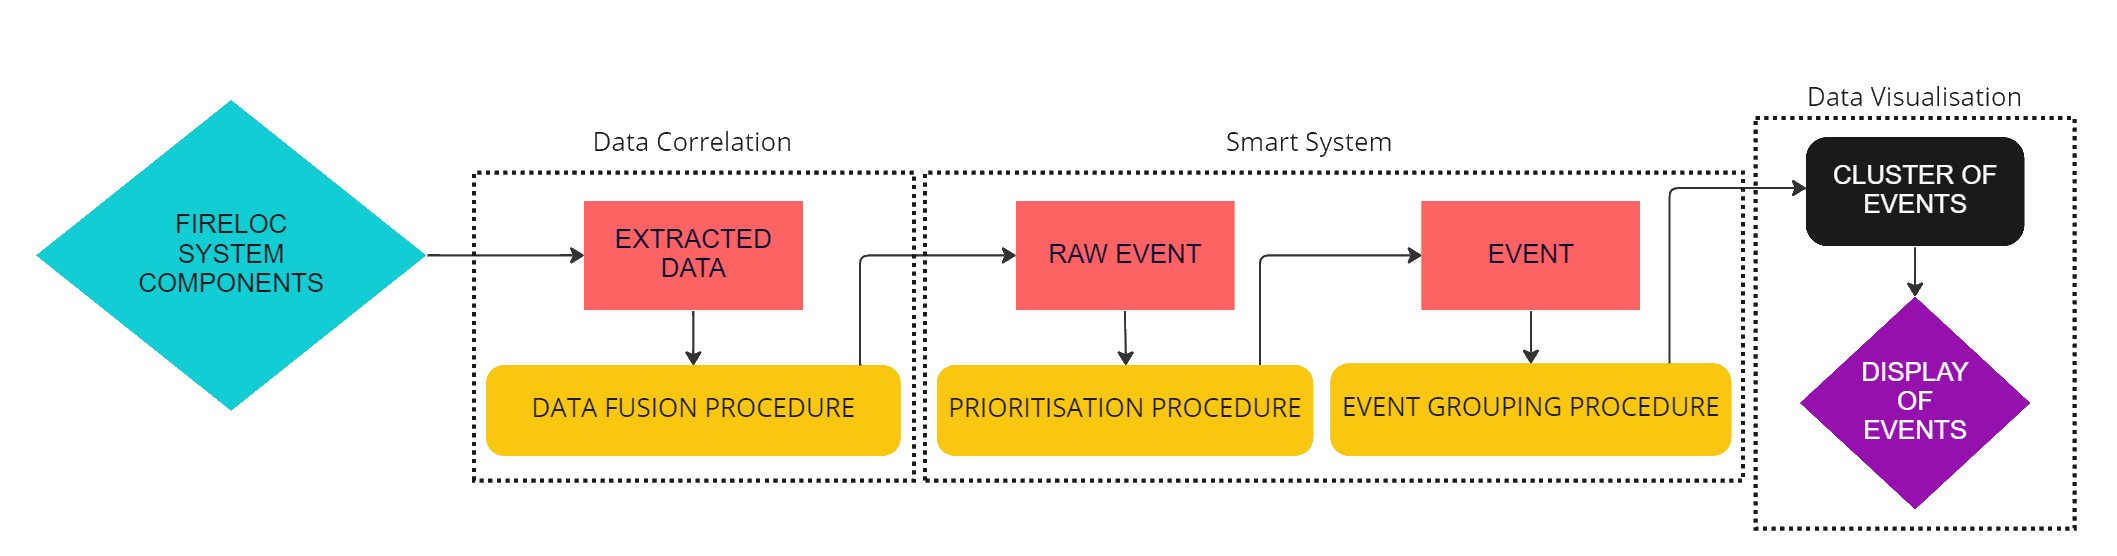 FIRELOC
SYSTEM
COMPONENTS
Data Correlation
EXTRACTED
DATA
DATA FUSION PROCEDURE
Smart System
RAW EVENT
PRIORITISATION PROCEDURE
EVENT
EVENT GROUPING PROCEDURE
Data Visualisation
CLUSTER OF
EVENTS
DISPLAY
OF
EVENTS